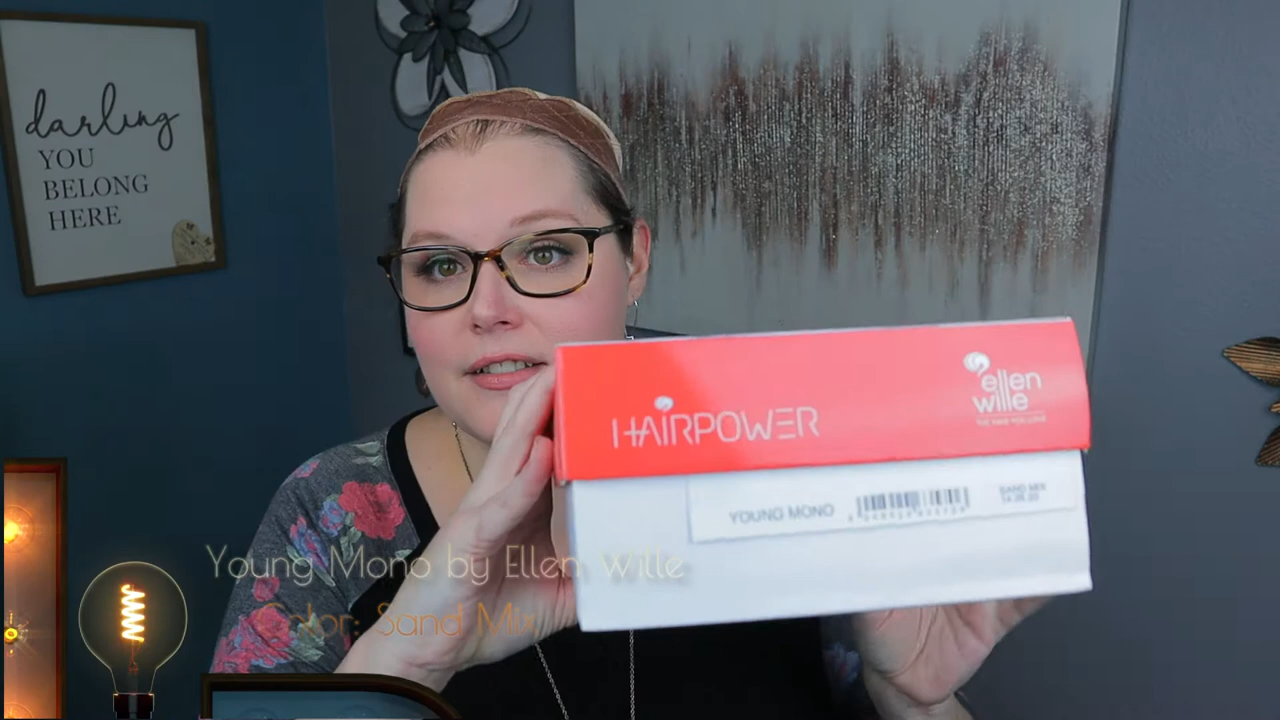 darling
YOU
BELONG
HERE
HAIRPOWER
ellen
wille
YOUNG MONO
SAND MIX
Young Mono by Ellen Wille
Color: Sand Mix